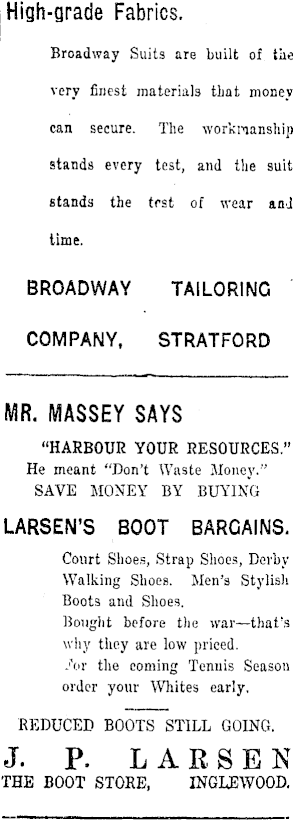 High-grade Fabrics.
Broadway Suits are built of the
very finest materials that money
can secure. The workmanship
stands every test, and the suit
stands the test of wear and
time.
BROADWAY TAILORING
COMPANY, STRATFORD
MR. MASSEY SAYS
"HARBOUR YOUR RESOURCES."
He meant "Don't Waste Money."
SAVE MONEY BY BUYING
LARSEN'S BOOT BARGAINS.
Court Shoes, Strap Shoes, Derby
Walking Shoes. Men's Stylish
Boots and Shoes.
Bought before the war—that's
why they are low priced.
For the coming Tennis Season
order your Whites early.
REDUCED BOOTS STILL GOING.
J. P. LARSEN
THE BOOT STORE, INGLEWOOD.